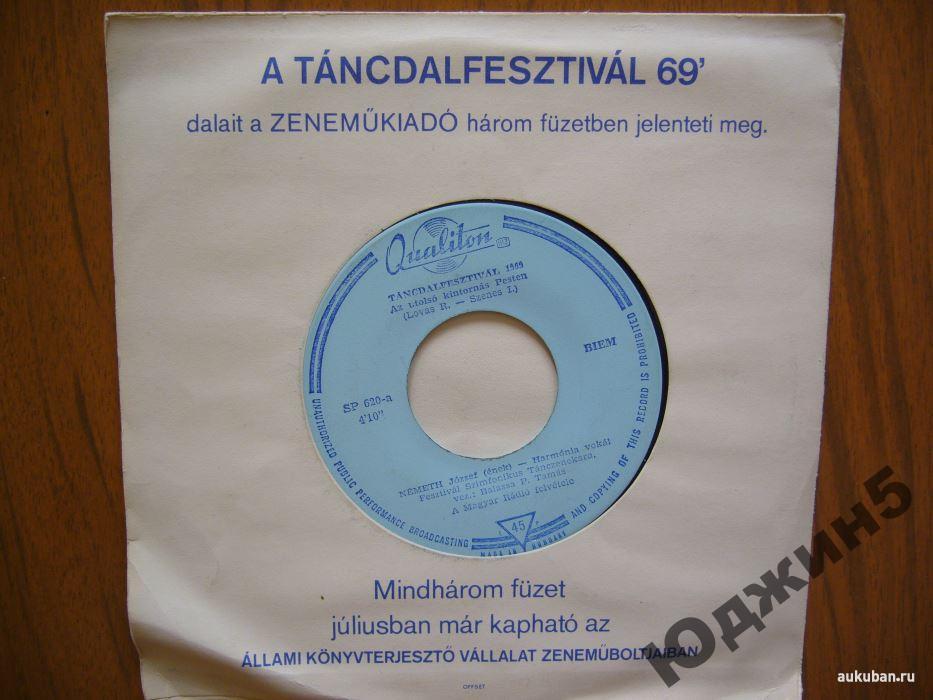 A TÁNCDALFESZTIVÁL 69’
dalait a ZENEMŰKIADÓ három füzetben jelenteti meg.
Qualiton
TÁNCDALFESZTIVÁL 1969
Az utolsó kintornás Pesten
(Lovas R. — Szenes I.)
BIEM
SP 620-a
4'10"
NÉMETH József (ének) — Harmónia vokál
Fesztivál Szimfonikus Tánczenekara,
vez.: Balassa P. Tamás
A Magyar Rádió felvétele
45
MADE IN HUNGARY
UNAUTHORIZED PUBLIC PERFORMANCE BROADCASTING
AND COPYING OF THIS RECORD IS PROHIBITED
Mindhárom füzet
júliusban már kapható az
ÁLLAMI KÖNYVTERJESZTŐ VÁLLALAT ZENEMŰBOLTJAIBAN
OFFSET
Юджин5
aukuban.ru